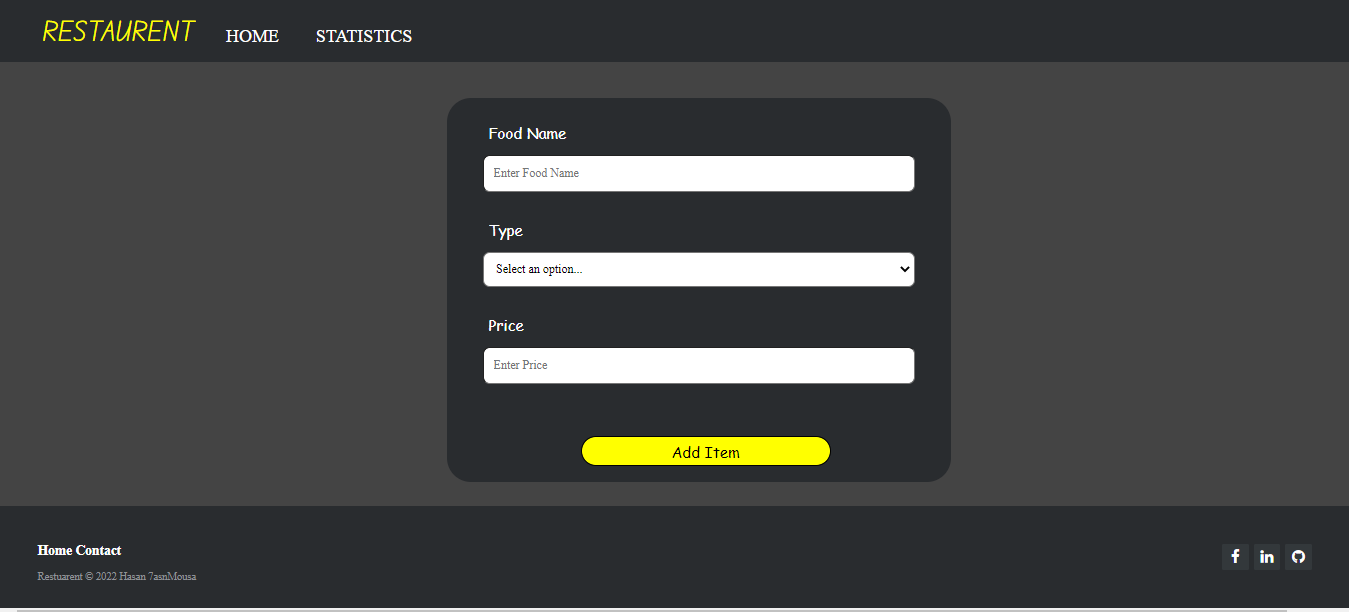 RESTAURENT HOME STATISTICS
Food Name
Enter Food Name
Type
Select an option...
Price
Enter Price
Add Item
Home Contact
Restuarent © 2022 Hasan 7asnMousa